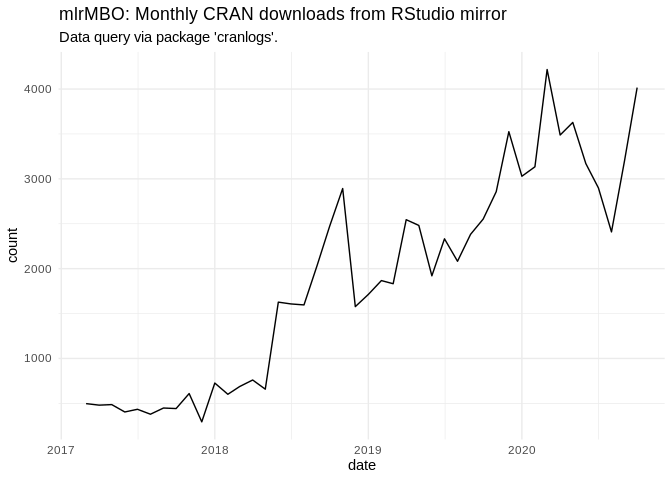 mlrMBO: Monthly CRAN downloads from RStudio mirror
Data query via package 'cranlogs'.
4000
3000
2000
1000
count
2017
2018
2019
2020
date